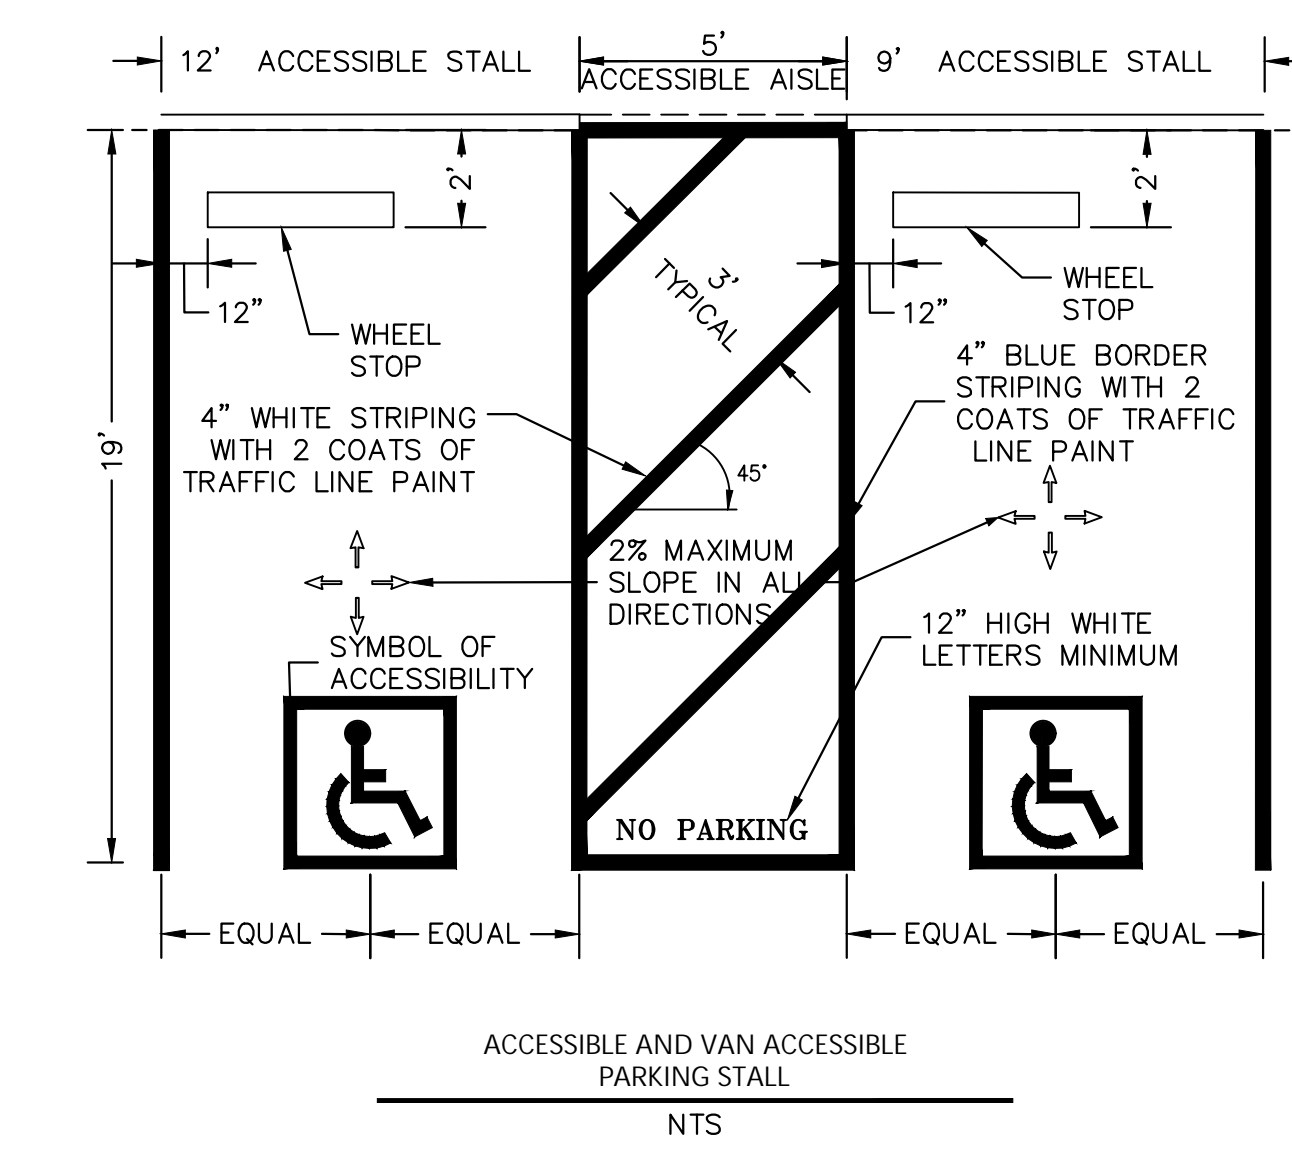 12' ACCESSIBLE STALL
5'
ACCESSIBLE AISLE
9' ACCESSIBLE STALL
2'
2'
12"
WHEEL
STOP
3'
TYPICAL
12"
WHEEL
STOP
19'
4" WHITE STRIPING
WITH 2 COATS OF
TRAFFIC LINE PAINT
45°
4" BLUE BORDER
STRIPING WITH 2
COATS OF TRAFFIC
LINE PAINT
2% MAXIMUM
SLOPE IN ALL
DIRECTIONS
12" HIGH WHITE
LETTERS MINIMUM
SYMBOL OF
ACCESSIBILITY
NO PARKING
EQUAL
EQUAL
EQUAL
EQUAL
ACCESSIBLE AND VAN ACCESSIBLE
PARKING STALL
NTS